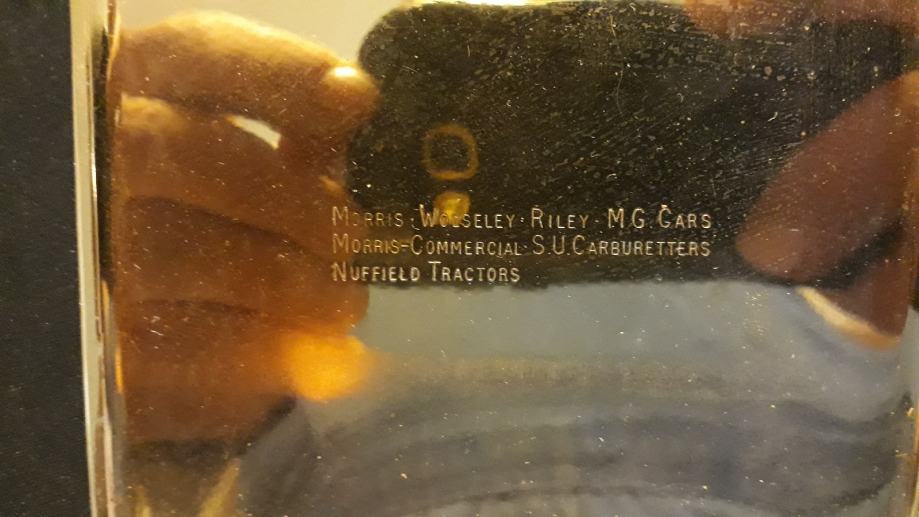 MORRIS · WOLSELEY · RILEY · M.G. CARS
MORRIS-COMMERCIAL · S.U. CARBURETTERS
NUFFIELD TRACTORS